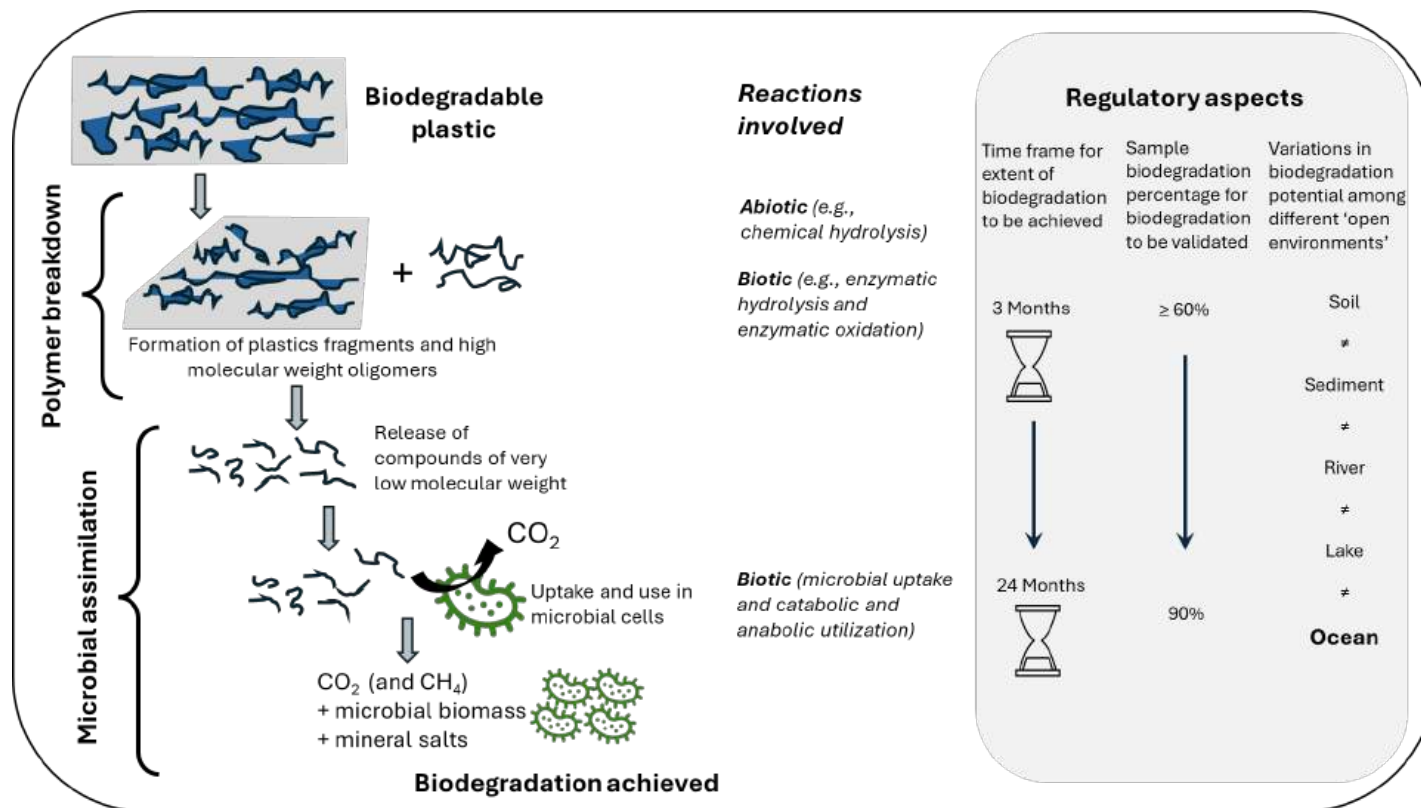 Biodegradable
plastic
Polymer breakdown
+
Formation of plastics fragments and high
molecular weight oligomers
Microbial assimilation
Release of
compounds of very
low molecular weight
CO₂
Uptake and use in
microbial cells
CO₂ (and CH₄)
+ microbial biomass
+ mineral salts
Biodegradation achieved
Reactions
involved
Abiotic (e.g.,
chemical hydrolysis)
Biotic (e.g., enzymatic
hydrolysis and
enzymatic oxidation)
Biotic (microbial uptake
and catabolic and
anabolic utilization)
Regulatory aspects
Time frame for
extent of
biodegradation
to be achieved
3 Months
24 Months
Sample
biodegradation
percentage for
biodegradation
to be validated
≥ 60%
90%
Variations in
biodegradation
potential among
different ‘open
environments’
Soil
≠
Sediment
≠
River
≠
Lake
≠
Ocean